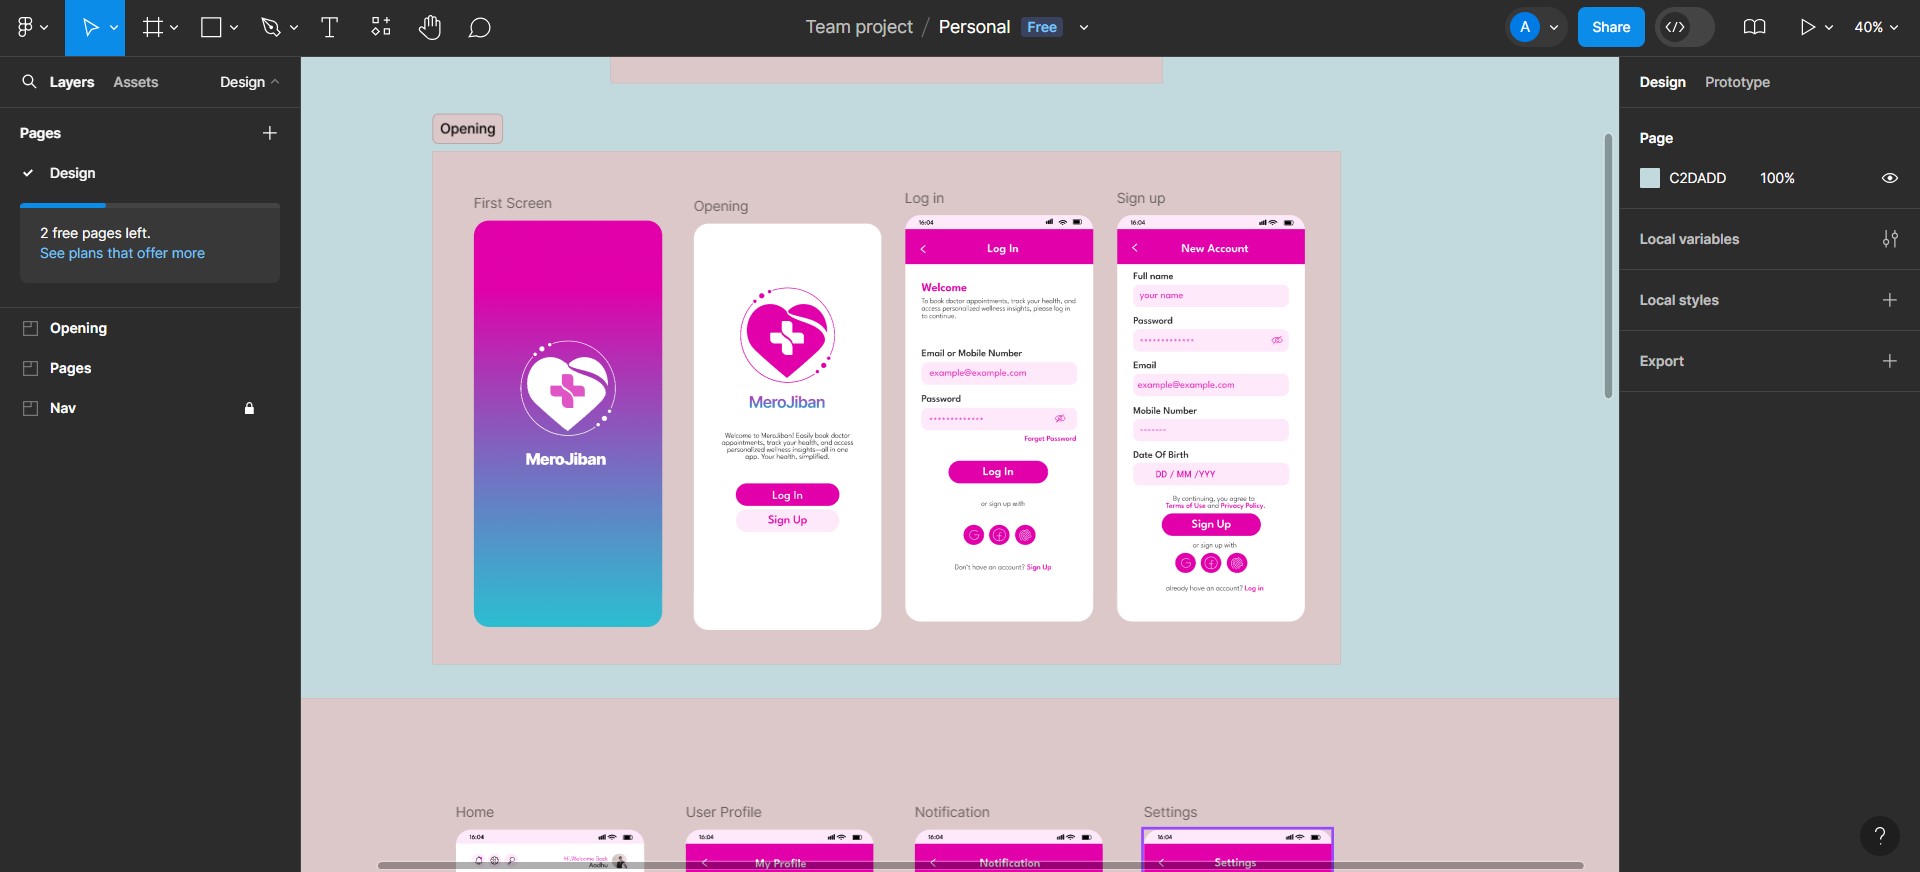 Team project / Personal Free
A
Share
40%
Layers Assets Design
Pages
Design
2 free pages left.
See plans that offer more
Opening
Pages
Nav
Opening
First Screen
MeroJiban
Opening
MeroJiban
Welcome to MeroJiban! Easily book doctor
appointments, track your health, and access
personalized wellness insights—all in one
app. Your health, simplified.
Log In
Sign Up
Log in
16:04
Log In
Welcome
To book doctor appointments, track your health, and
access personalized wellness insights, please log in
to continue.
Email or Mobile Number
example@example.com
Password
*************
Forget Password
Log In
or sign up with
Don't have an account? Sign Up
Sign up
16:04
New Account
Full name
your name
Password
*************
Email
example@example.com
Mobile Number
-------
Date Of Birth
DD / MM /YYY
By continuing, you agree to
Terms of Use and Privacy Policy.
Sign Up
or sign up with
already have an account? Log in
Home
16:04
Hi,Welcome Back
Aadhu
User Profile
16:04
My Profile
Notification
16:04
Notification
Settings
16:04
Settings
Design Prototype
Page
C2DADD 100%
Local variables
Local styles
Export
?